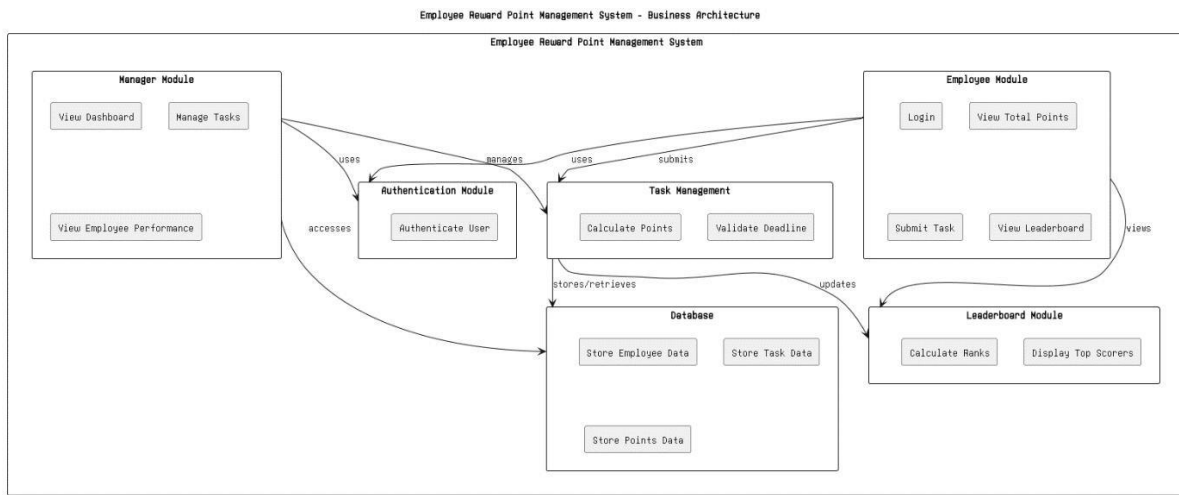 Employee Reward Point Management System - Business Architecture
Employee Reward Point Management System
Manager Module
View Dashboard
Manage Tasks
View Employee Performance
Employee Module
Login
View Total Points
Submit Task
View Leaderboard
uses
manages
uses
submits
accesses
views
Authentication Module
Authenticate User
Task Management
Calculate Points
Validate Deadline
stores/retrieves
updates
Database
Store Employee Data
Store Task Data
Store Points Data
Leaderboard Module
Calculate Ranks
Display Top Scorers